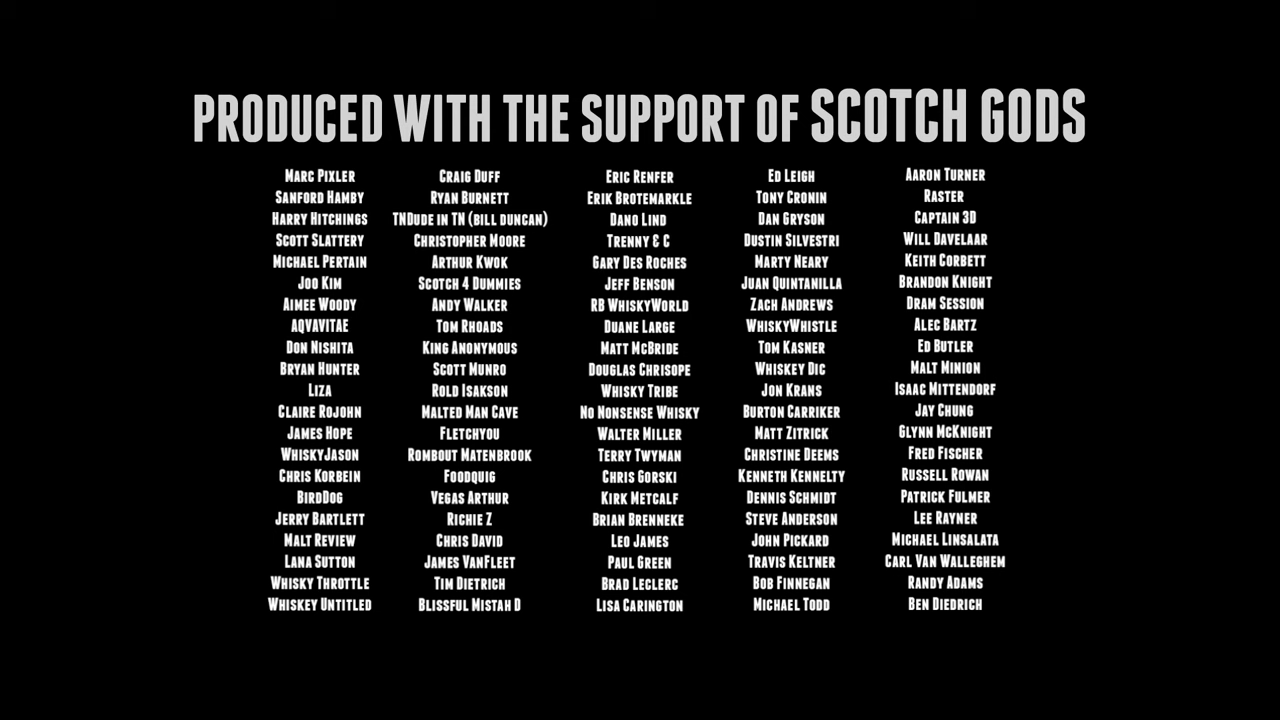 PRODUCED WITH THE SUPPORT OF SCOTCH GODS
MARC PIXLER
SANFORD HAMBY
HARRY HITCHINGS
SCOTT SLATTERY
MICHAEL PERTAIN
JOO KIM
AIMEE WOODY
AQVAVITAE
DON NISHITA
BRYAN HUNTER
LIZA
CLAIRE ROJOHN
JAMES HOPE
WHISKYJASON
CHRIS KORBEIN
BIRDDOG
JERRY BARTLETT
MALT REVIEW
LANA SUTTON
WHISKY THROTTLE
WHISKEY UNTITLED
CRAIG DUFF
RYAN BURNETT
TNDUDE IN TN (BILL DUNCAN)
CHRISTOPHER MOORE
ARTHUR KWOK
SCOTCH 4 DUMMIES
ANDY WALKER
TOM RHOADS
KING ANONYMOUS
SCOTT MUNRO
ROLD ISAKSON
MALTED MAN CAVE
FLETCHYOU
ROMBOUT MATENBROOK
FOODQUIG
VEGAS ARTHUR
RICHIE Z
CHRIS DAVID
JAMES VANFLEET
TIM DIETRICH
BLISSFUL MISTAH D
ERIC RENFER
ERIK BROTEMARKLE
DANO LIND
TRENNY & C
GARY DES ROCHES
JEFF BENSON
RB WHISKYWORLD
DUANE LARGE
MATT MCBRIDE
DOUGLAS CHRISOPE
WHISKY TRIBE
NO NONSENSE WHISKY
WALTER MILLER
TERRY TWYMAN
CHRIS GORSKI
KIRK METCALF
BRIAN BRENNEKE
LEO JAMES
PAUL GREEN
BRAD LECLERC
LISA CARINGTON
ED LEIGH
TONY CRONIN
DAN GRYSON
DUSTIN SILVESTRI
MARTY NEARY
JUAN QUINTANILLA
ZACH ANDREWS
WHISKYWHISTLE
TOM KASNER
WHISKEY DIC
JON KRANS
BURTON CARRIKER
MATT ZITRICK
CHRISTINE DEEMS
KENNETH KENNELTY
DENNIS SCHMIDT
STEVE ANDERSON
JOHN PICKARD
TRAVIS KELTNER
BOB FINNEGAN
MICHAEL TODD
AARON TURNER
RASTER
CAPTAIN 3D
WILL DAVELAAR
KEITH CORBETT
BRANDON KNIGHT
DRAM SESSION
ALEC BARTZ
ED BUTLER
MALT MINION
ISAAC MITTENDORF
JAY CHUNG
GLYNN MCKNIGHT
FRED FISCHER
RUSSELL ROWAN
PATRICK FULMER
LEE RAYNER
MICHAEL LINSALATA
CARL VAN WALLEGHEM
RANDY ADAMS
BEN DIEDRICH